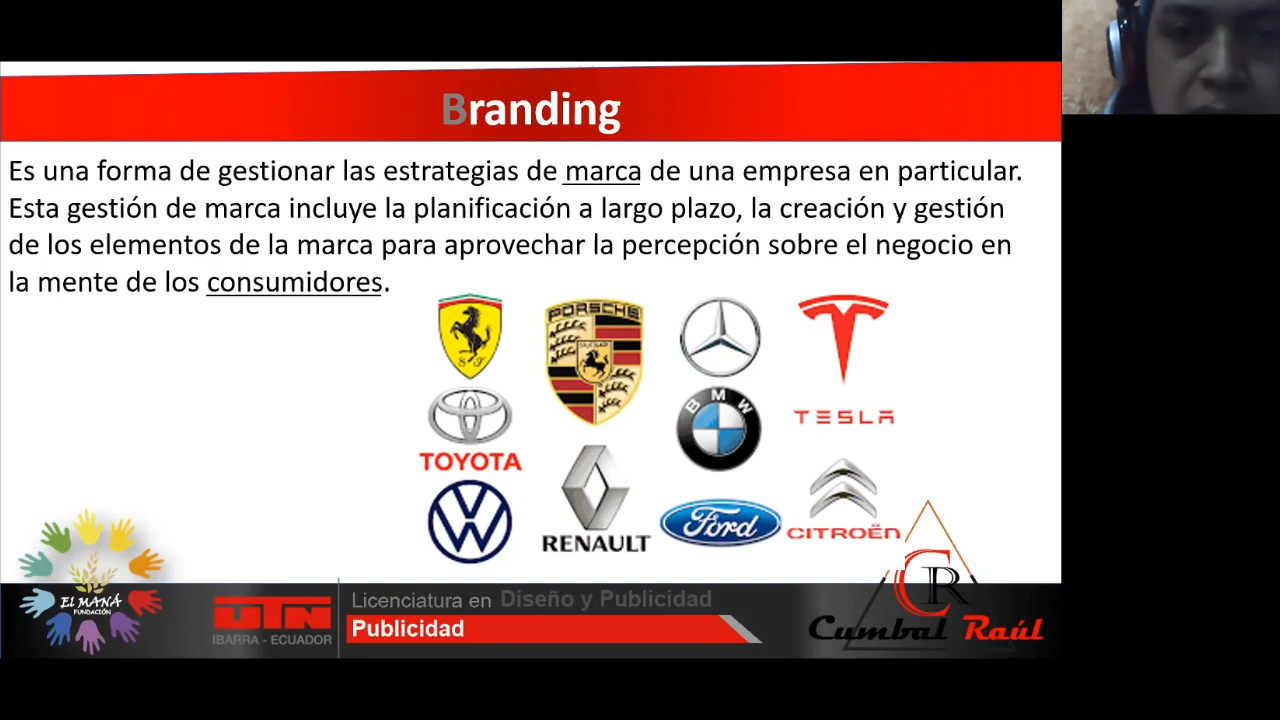 Branding
Es una forma de gestionar las estrategias de marca de una empresa en particular.
Esta gestión de marca incluye la planificación a largo plazo, la creación y gestión
de los elementos de la marca para aprovechar la percepción sobre el negocio en
la mente de los consumidores.
S F
PORSCHE
BMW
TESLA
TOYOTA
RENAULT
Ford
CITROËN
EL MANÁ
FUNDACIÓN
UTN
IBARRA - ECUADOR
Licenciatura en Diseño y Publicidad
Publicidad
CR
Cumbal Raúl